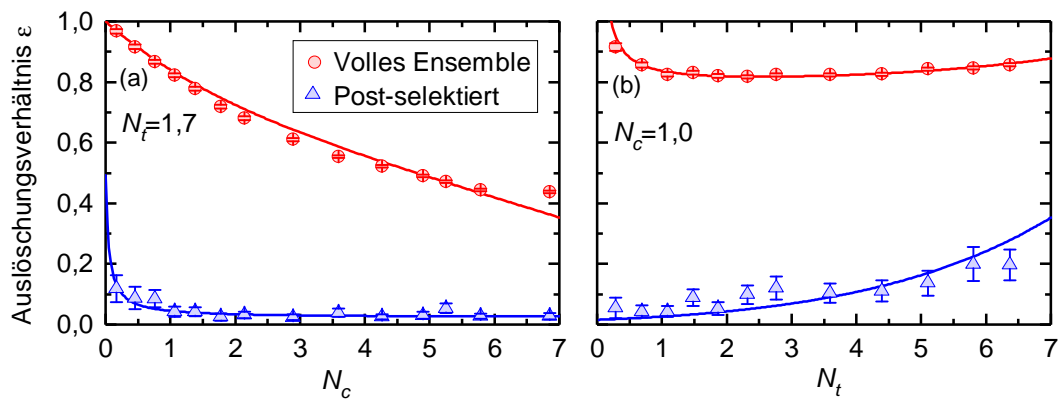 Auslöschungsverhältnis ε
1,0
0,8
0,6
0,4
0,2
0,0
(a)
Volles Ensemble
Post-selektiert
N_t=1,7
0 1 2 3 4 5 6 7
N_c
(b)
N_c=1,0
0 1 2 3 4 5 6 7
N_t